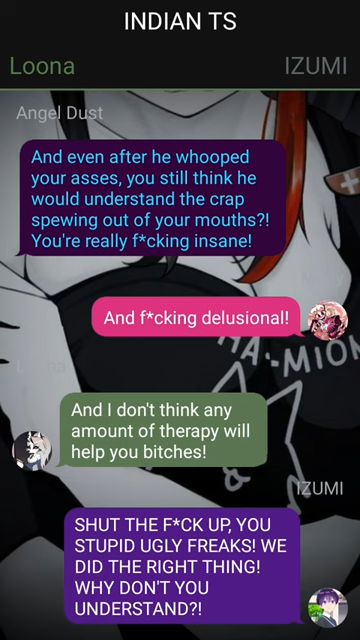 INDIAN TS
Loona
IZUMI
Angel Dust
And even after he whooped
your asses, you still think he
would understand the crap
spewing out of your mouths?!
You're really f*cking insane!
And f*cking delusional!
And I don't think any
amount of therapy will
help you bitches!
IZUMI
SHUT THE F*CK UP, YOU
STUPID UGLY FREAKS! WE
DID THE RIGHT THING!
WHY DON'T YOU
UNDERSTAND?!